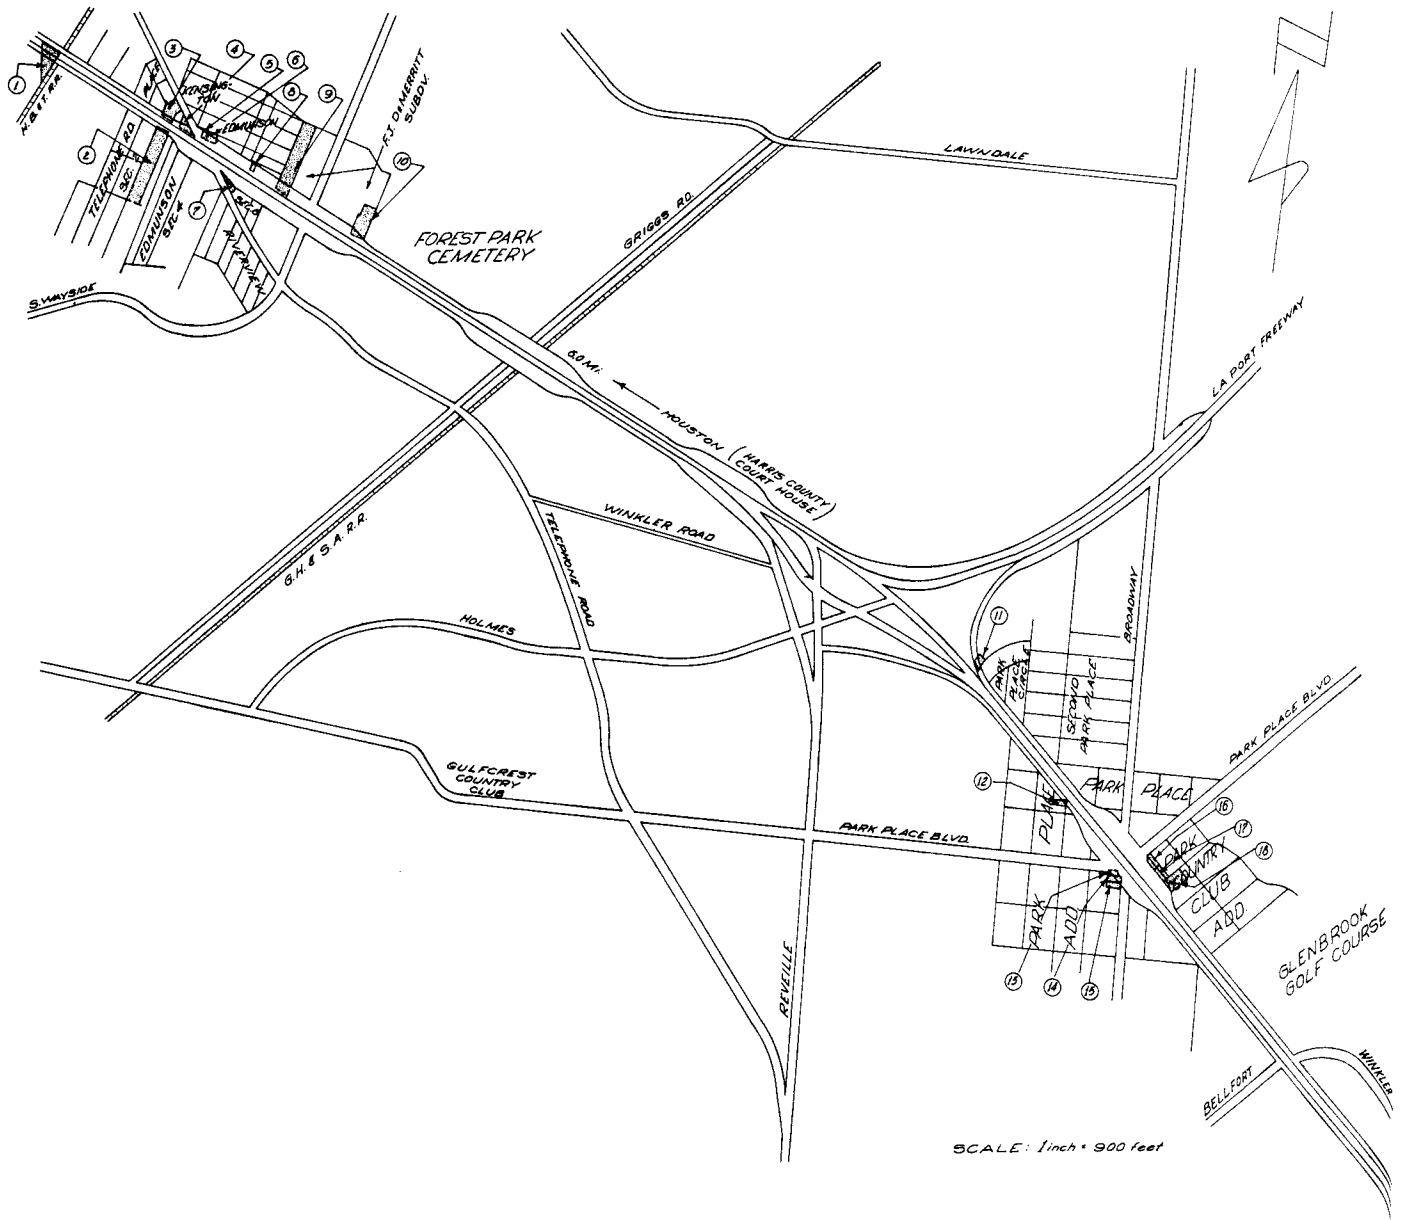 N
1
H.B.&T. R.R.
2
TELEPHONE RD.
SEC.
PLACE
3
KENSING-
TON
4
5
6
EDMUNSON
8
9
F.J. DeMERRITT
SUBDV.
10
EDMUNSON
SEC 4
7
RIVERVIEW
S. WAYSIDE
FOREST PARK
CEMETERY
GRIGGS RD.
LAWNDALE
LA PORT FREEWAY
6.0 Mi.
HOUSTON
(HARRIS COUNTY
COURT HOUSE)
G.H. & S.A. R.R.
WINKLER ROAD
TELEPHONE ROAD
HOLMES
BROADWAY
11
PARK
PLACE
CIRCLE
SECOND
PARK PLACE
PARK PLACE BLVD.
GULFCREST
COUNTRY
CLUB
12
PLACE
PARK PLACE
PARK PLACE BLVD.
16
17
18
PARK
COUNTRY
CLUB
ADD.
PARK
ADD
13
14
15
REVEILLE
GLENBROOK
GOLF COURSE
BELLFORT
WINKLER
SCALE: 1 inch = 900 feet